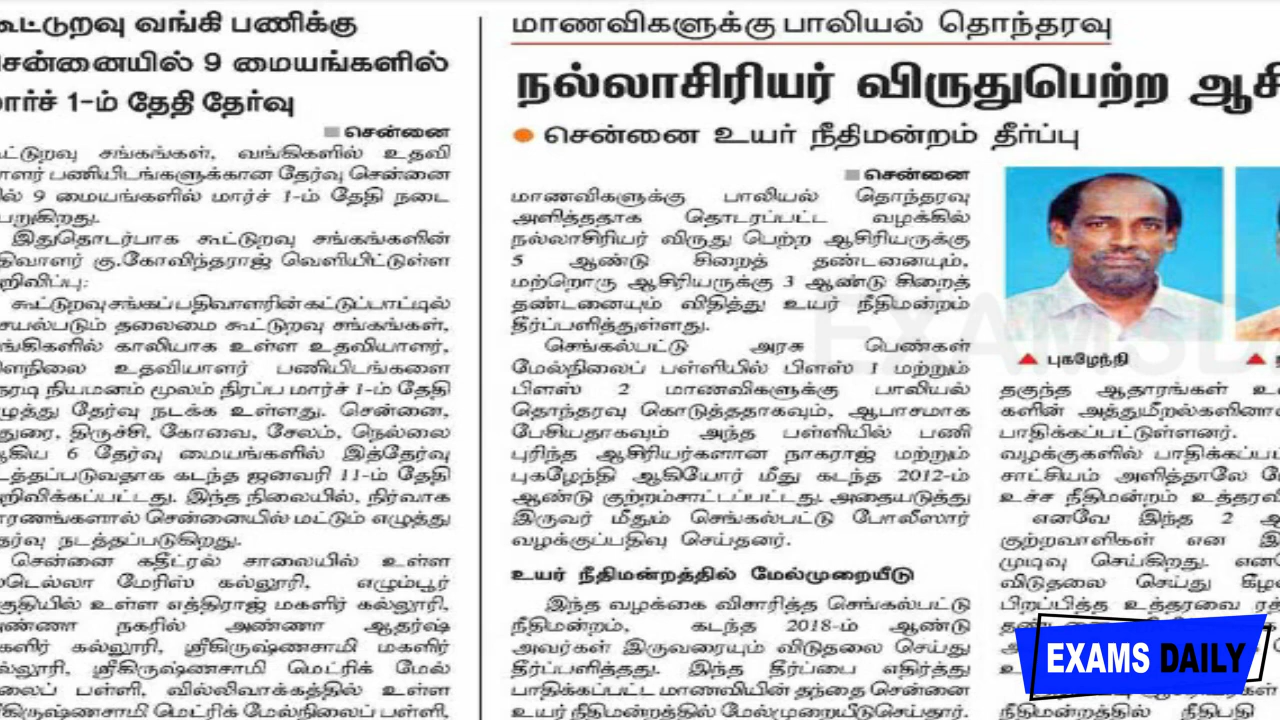 கூட்டுறவு வங்கி பணிக்கு
சென்னையில் 9 மையங்களில்
மார்ச் 1-ம் தேதி தேர்வு
சென்னை
கூட்டுறவு சங்கங்கள், வங்கிகளில் உதவி
யாளர் பணியிடங்களுக்கான தேர்வு சென்னை
யில் 9 மையங்களில் மார்ச் 1-ம் தேதி நடை
பெறுகிறது.
இதுதொடர்பாக கூட்டுறவு சங்கங்களின்
பதிவாளர் கு.கோவிந்தராஜ் வெளியிட்டுள்ள
அறிவிப்பு:
கூட்டுறவு சங்கப் பதிவாளரின் கட்டுப்பாட்டில்
செயல்படும் தலைமை கூட்டுறவு சங்கங்கள்,
வங்கிகளில் காலியாக உள்ள உதவியாளர்,
இளநிலை உதவியாளர் பணியிடங்களை
நேரடி நியமனம் மூலம் நிரப்ப மார்ச் 1-ம் தேதி
எழுத்து தேர்வு நடக்க உள்ளது. சென்னை,
மதுரை, திருச்சி, கோவை, சேலம், நெல்லை
ஆகிய 6 தேர்வு மையங்களில் இத்தேர்வு
நடத்தப்படுவதாக கடந்த ஜனவரி 11-ம் தேதி
அறிவிக்கப்பட்டது. இந்த நிலையில், நிர்வாக
காரணங்களால் சென்னையில் மட்டும் எழுத்து
தேர்வு நடத்தப்படுகிறது.
சென்னை கதீட்ரல் சாலையில் உள்ள
ஸ்டெல்லா மேரிஸ் கல்லூரி, எழும்பூர்
பகுதியில் உள்ள எத்திராஜ் மகளிர் கல்லூரி,
அண்ணா நகரில் அண்ணா ஆதர்ஷ்
மகளிர் கல்லூரி, ஸ்ரீகிருஷ்ணசாமி மகளிர்
கல்லூரி, ஸ்ரீகிருஷ்ணசாமி மெட்ரிக் மேல்
நிலைப் பள்ளி, வில்லிவாக்கத்தில் உள்ள
ஸ்ரீகிருஷ்ணசாமி மெட்ரிக் மேல்நிலைப் பள்ளி,
மாணவிகளுக்கு பாலியல் தொந்தரவு
நல்லாசிரியர் விருதுபெற்ற ஆசி
சென்னை உயர் நீதிமன்றம் தீர்ப்பு
சென்னை
மாணவிகளுக்கு பாலியல் தொந்தரவு
அளித்ததாக தொடரப்பட்ட வழக்கில்
நல்லாசிரியர் விருது பெற்ற ஆசிரியருக்கு
5 ஆண்டு சிறைத் தண்டனையும்,
மற்றொரு ஆசிரியருக்கு 3 ஆண்டு சிறைத்
தண்டனையும் விதித்து உயர் நீதிமன்றம்
தீர்ப்பளித்துள்ளது.
செங்கல்பட்டு அரசு பெண்கள்
மேல்நிலைப் பள்ளியில் பிளஸ் 1 மற்றும்
பிளஸ் 2 மாணவிகளுக்கு பாலியல்
தொந்தரவு கொடுத்ததாகவும், ஆபாசமாக
பேசியதாகவும் அந்த பள்ளியில் பணி
புரிந்த ஆசிரியர்களான நாகராஜ் மற்றும்
புகழேந்தி ஆகியோர் மீது கடந்த 2012-ம்
ஆண்டு குற்றம்சாட்டப்பட்டது. அதையடுத்து
இருவர் மீதும் செங்கல்பட்டு போலீஸார்
வழக்குப்பதிவு செய்தனர்.
உயர் நீதிமன்றத்தில் மேல்முறையீடு
இந்த வழக்கை விசாரித்த செங்கல்பட்டு
நீதிமன்றம், கடந்த 2018-ம் ஆண்டு
அவர்கள் இருவரையும் விடுதலை செய்து
தீர்ப்பளித்தது. இந்த தீர்ப்பை எதிர்த்து
பாதிக்கப்பட்ட மாணவியின் தந்தை சென்னை
உயர் நீதிமன்றத்தில் மேல்முறையீடு செய்தார்.
புகழேந்தி
தகுந்த ஆதாரங்கள்
களின் அத்துமீறல்களினா
பாதிக்கப்பட்டுள்ளனர்.
வழக்குகளில்
சாட்சியம் அளித்தாலே
உச்ச நீதிமன்றம் உத்தர
எனவே இந்த 2
குற்றவாளிகள் என
முடிவு செய்கிறது.
விடுதலை செய்து கீழ
பிறப்பித்த உத்தரவை
நீதிமன்றத்தில் நீதிபதி
EXAMS DAILY